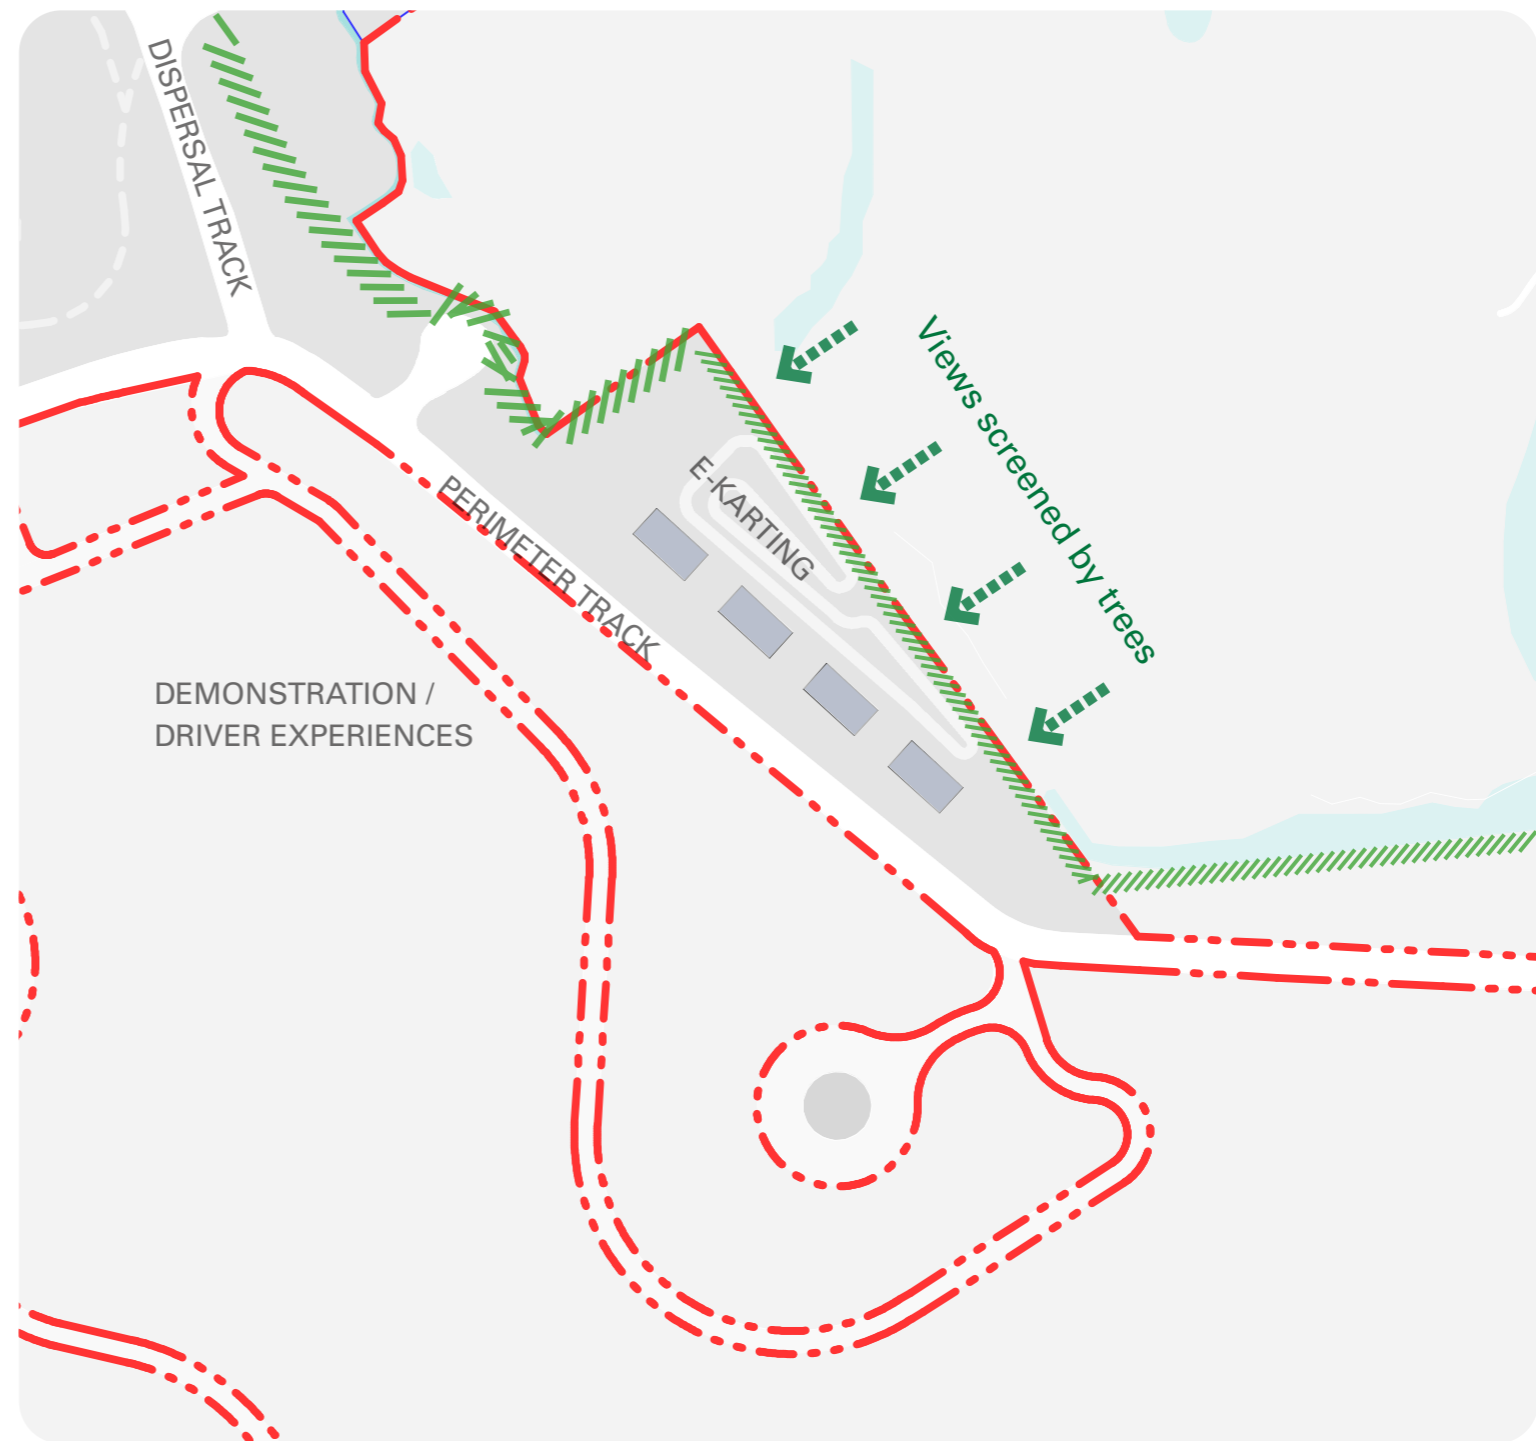 DISPERSAL TRACK
Views screened by trees
E-KARTING
PERIMETER TRACK
DEMONSTRATION /
DRIVER EXPERIENCES